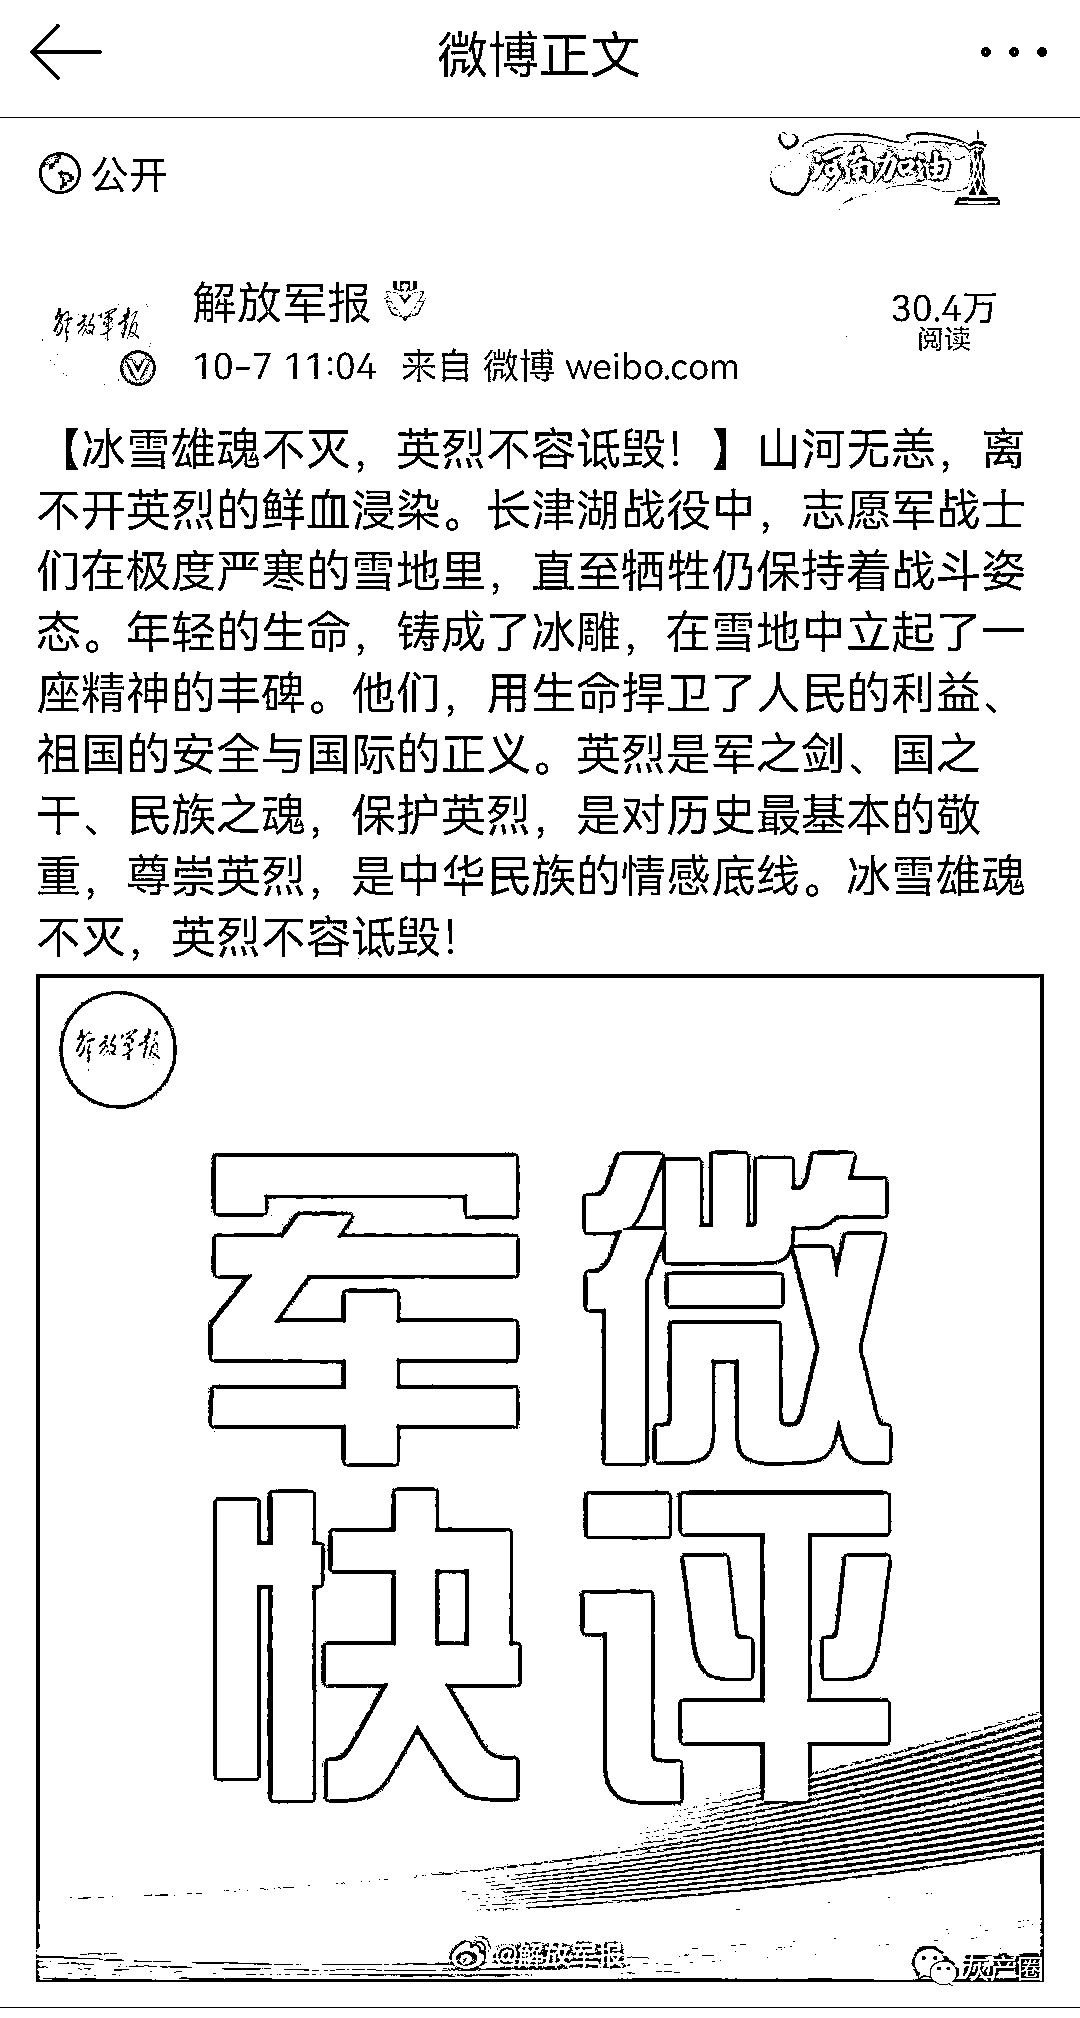 微博正文
公开
河南加油
解放军报
解放軍报
30.4万
阅读
10-7 11:04 来自 微博 weibo.com
【冰雪雄魂不灭，英烈不容诋毁！】山河无恙，离
不开英烈的鲜血浸染。长津湖战役中，志愿军战士
们在极度严寒的雪地里，直至牺牲仍保持着战斗姿
态。年轻的生命，铸成了冰雕，在雪地中立起了一
座精神的丰碑。他们，用生命捍卫了人民的利益、
祖国的安全与国际的正义。英烈是军之剑、国之
干、民族之魂，保护英烈，是对历史最基本的敬
重，尊崇英烈，是中华民族的情感底线。冰雪雄魂
不灭，英烈不容诋毁！
解放軍报
军微
快评
@解放军报
灰产圈